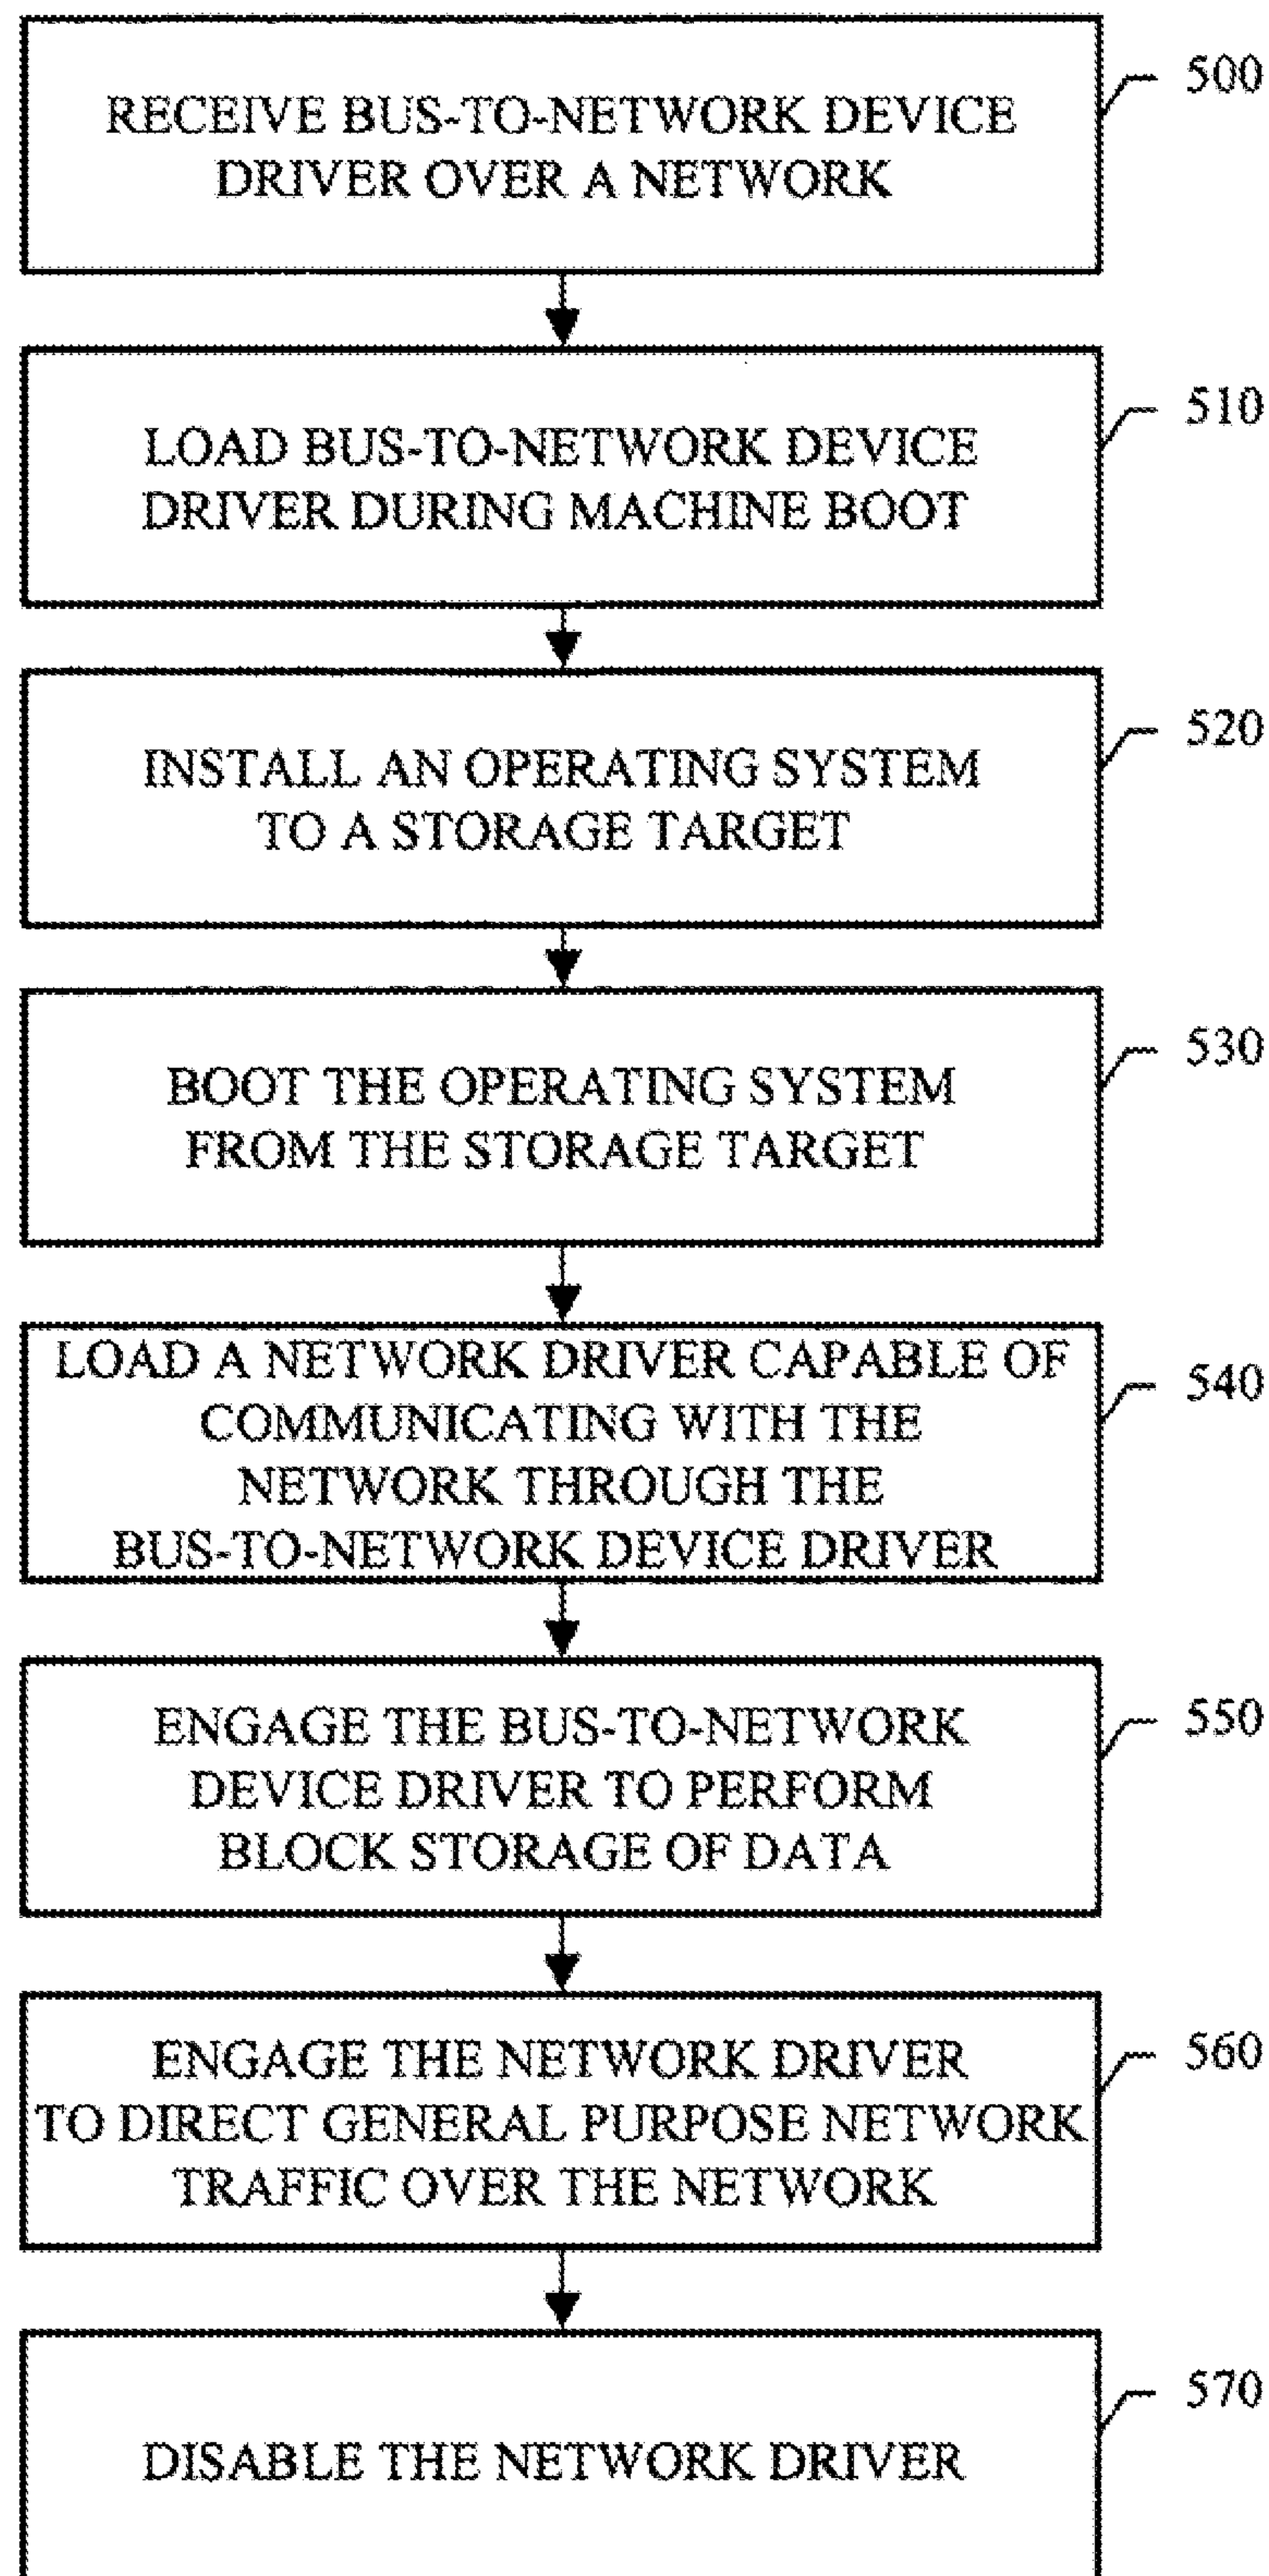 RECEIVE BUS-TO-NETWORK DEVICE
DRIVER OVER A NETWORK
500
LOAD BUS-TO-NETWORK DEVICE
DRIVER DURING MACHINE BOOT
510
INSTALL AN OPERATING SYSTEM
TO A STORAGE TARGET
520
BOOT THE OPERATING SYSTEM
FROM THE STORAGE TARGET
530
LOAD A NETWORK DRIVER CAPABLE OF
COMMUNICATING WITH THE
NETWORK THROUGH THE
BUS-TO-NETWORK DEVICE DRIVER
540
ENGAGE THE BUS-TO-NETWORK
DEVICE DRIVER TO PERFORM
BLOCK STORAGE OF DATA
550
ENGAGE THE NETWORK DRIVER
TO DIRECT GENERAL PURPOSE NETWORK
TRAFFIC OVER THE NETWORK
560
DISABLE THE NETWORK DRIVER
570